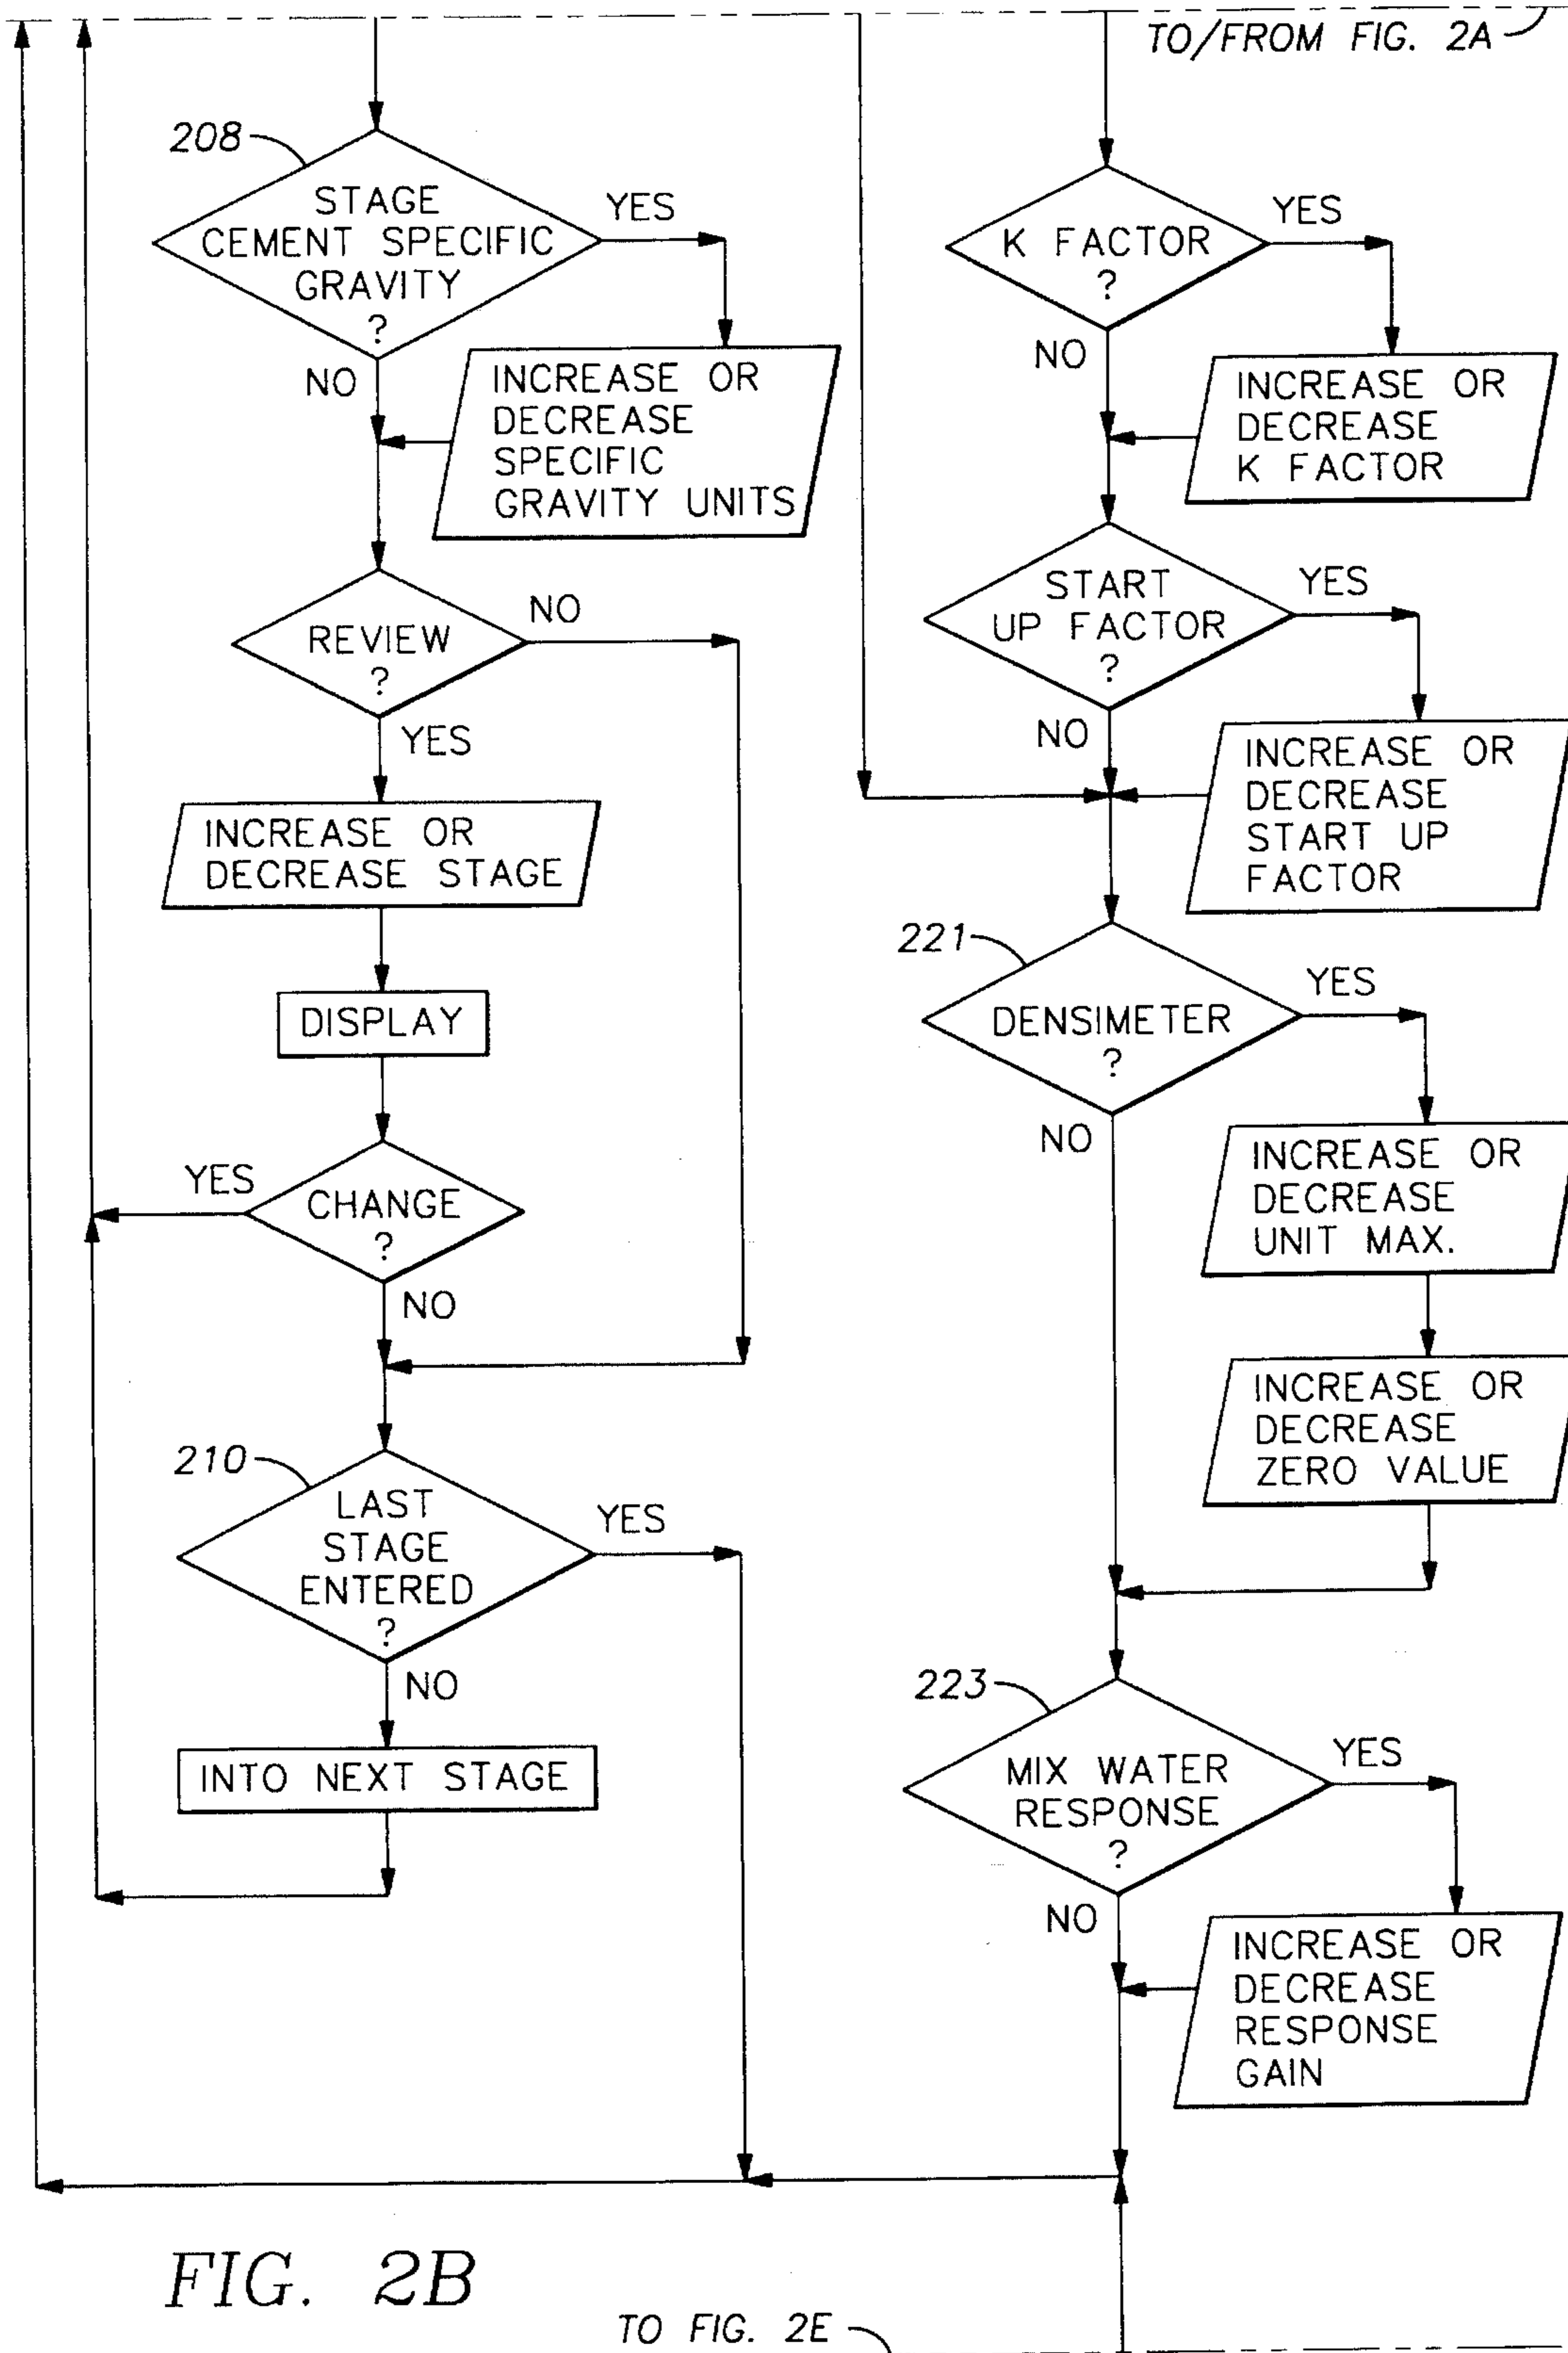 TO/FROM FIG. 2A
208
STAGE
CEMENT SPECIFIC
GRAVITY
?
YES
NO
INCREASE OR
DECREASE
SPECIFIC
GRAVITY UNITS
REVIEW
?
NO
YES
INCREASE OR
DECREASE STAGE
DISPLAY
CHANGE
?
YES
NO
210
LAST
STAGE
ENTERED
?
YES
NO
INTO NEXT STAGE
K FACTOR
?
YES
NO
INCREASE OR
DECREASE
K FACTOR
START
UP FACTOR
?
YES
NO
INCREASE OR
DECREASE
START UP
FACTOR
221
DENSIMETER
?
YES
NO
INCREASE OR
DECREASE
UNIT MAX.
INCREASE OR
DECREASE
ZERO VALUE
223
MIX WATER
RESPONSE
?
YES
NO
INCREASE OR
DECREASE
RESPONSE
GAIN
FIG. 2B
TO FIG. 2E